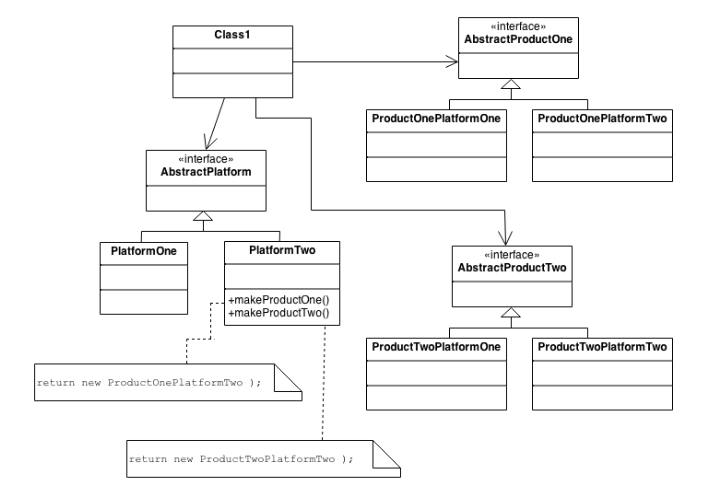 Class1
«interface»
AbstractProductOne
ProductOnePlatformOne
ProductOnePlatformTwo
«interface»
AbstractPlatform
PlatformOne
PlatformTwo
+makeProductOne()
+makeProductTwo()
«interface»
AbstractProductTwo
ProductTwoPlatformOne
ProductTwoPlatformTwo
return new ProductOnePlatformTwo );
return new ProductTwoPlatformTwo );